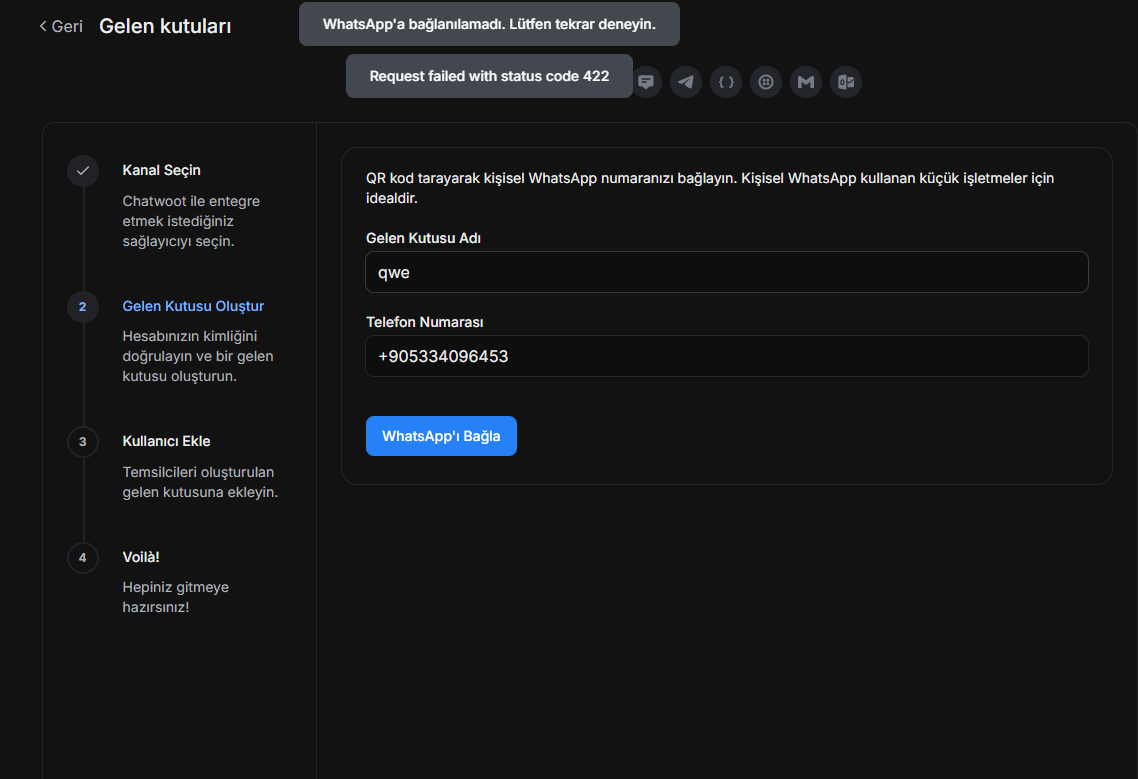 Geri
Gelen kutuları
WhatsApp'a bağlanılamadı. Lütfen tekrar deneyin.
Request failed with status code 422
Kanal Seçin
Chatwoot ile entegre
etmek istediğiniz
sağlayıcıyı seçin.
2
Gelen Kutusu Oluştur
Hesabınızın kimliğini
doğrulayın ve bir gelen
kutusu oluşturun.
3
Kullanıcı Ekle
Temsilcileri oluşturulan
gelen kutusuna ekleyin.
4
Voilà!
Hepiniz gitmeye
hazırsınız!
QR kod tarayarak kişisel WhatsApp numaranızı bağlayın. Kişisel WhatsApp kullanan küçük işletmeler için
idealdir.
Gelen Kutusu Adı
qwe
Telefon Numarası
+905334096453
WhatsApp'ı Bağla